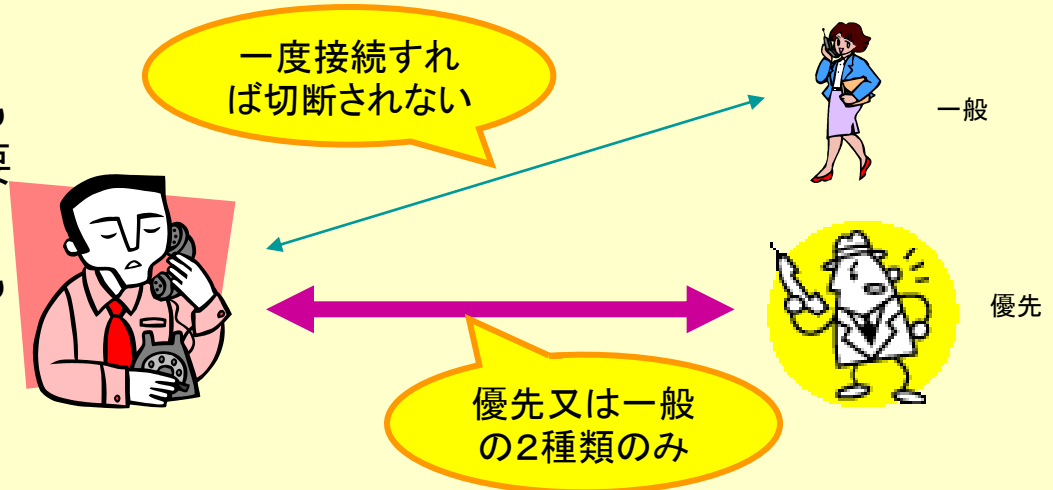 一度接続すれ
ば切断されない
一般
優先
優先又は一般
の2種類のみ